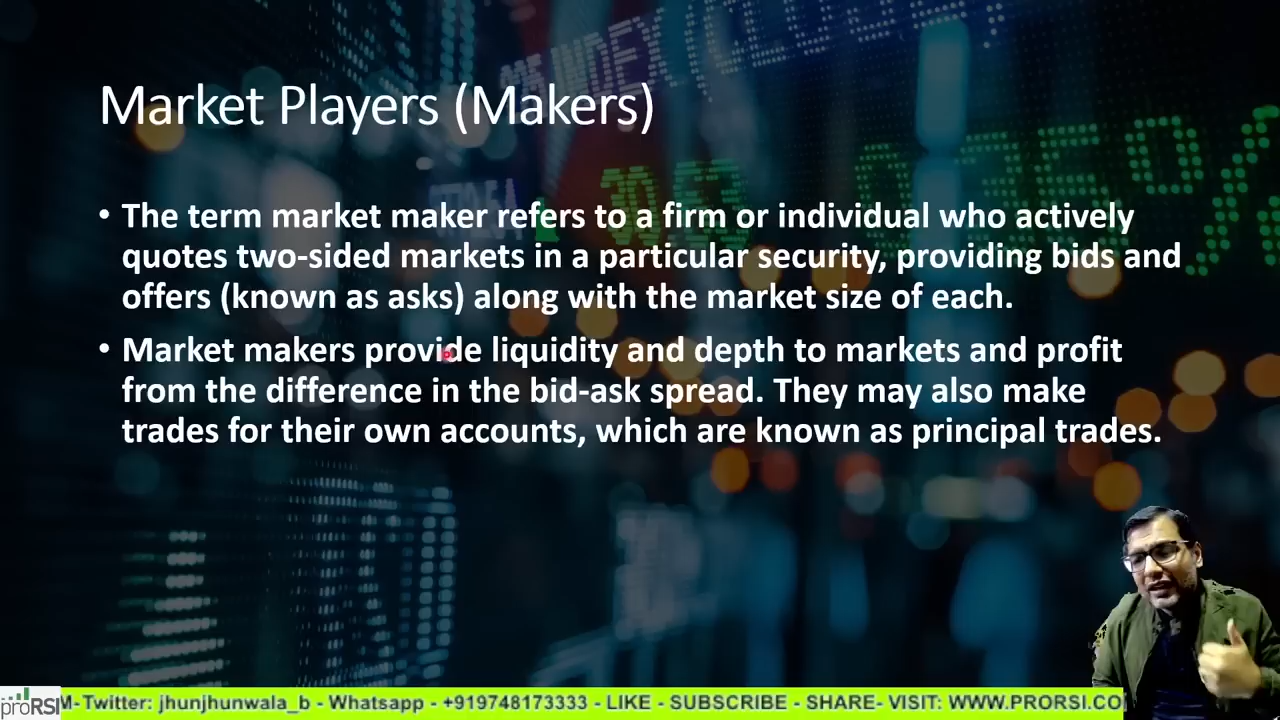 Market Players (Makers)
• The term market maker refers to a firm or individual who actively
quotes two-sided markets in a particular security, providing bids and
offers (known as asks) along with the market size of each.
• Market makers provide liquidity and depth to markets and profit
from the difference in the bid-ask spread. They may also make
trades for their own accounts, which are known as principal trades.
proRSI M- Twitter: jhunjhunwala_b - Whatsapp - +919748173333 - LIKE - SUBSCRIBE - SHARE- VISIT: WWW.PRORSI.CO